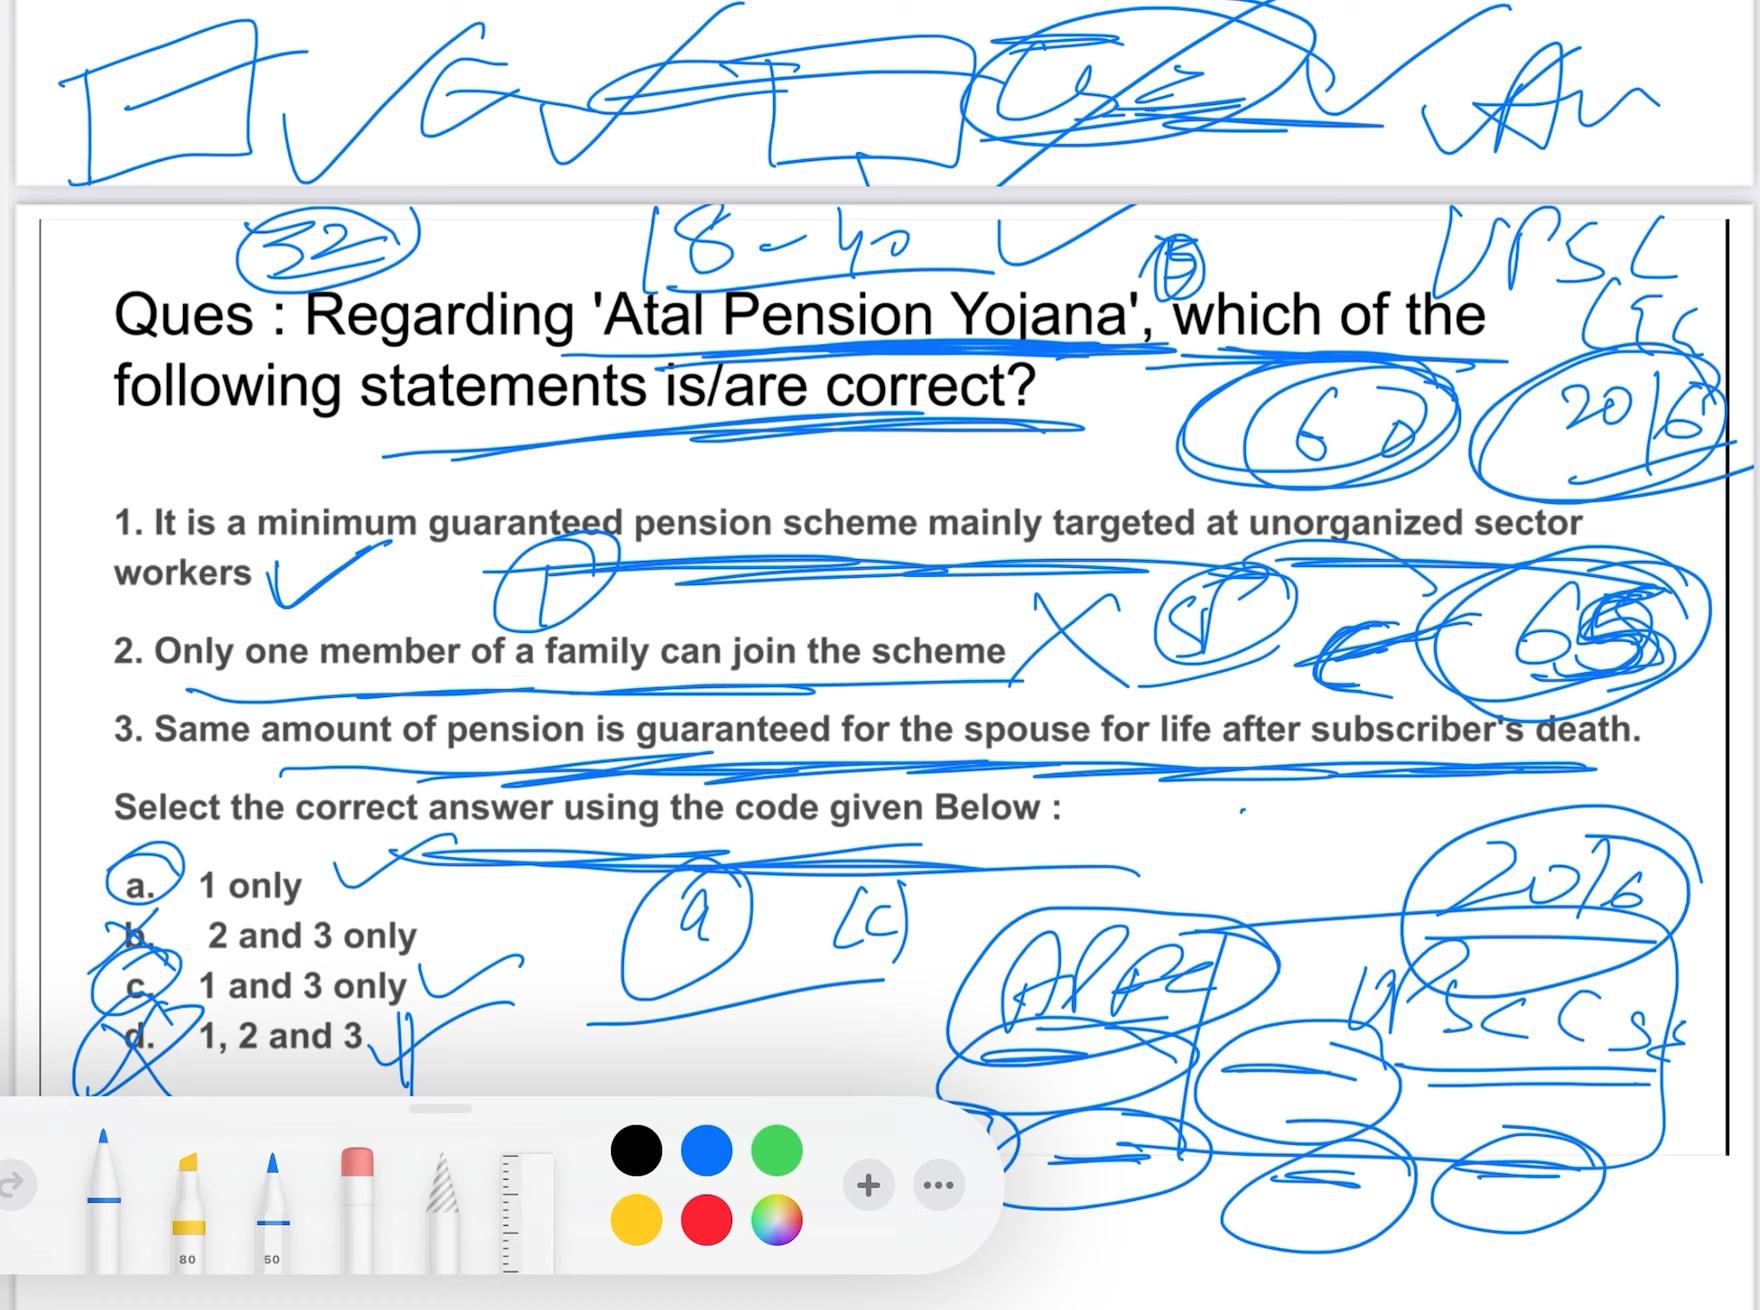 32
18-40
UPSC
Ques : Regarding 'Atal Pension Yojana', which of the
following statements is/are correct?
60
2016
1. It is a minimum guaranteed pension scheme mainly targeted at unorganized sector
workers
65
2. Only one member of a family can join the scheme
3. Same amount of pension is guaranteed for the spouse for life after subscriber's death.
Select the correct answer using the code given Below :
2016
a. 1 only
a (c)
b. 2 and 3 only
c. 1 and 3 only
UPSC CSE
d. 1, 2 and 3
80
50